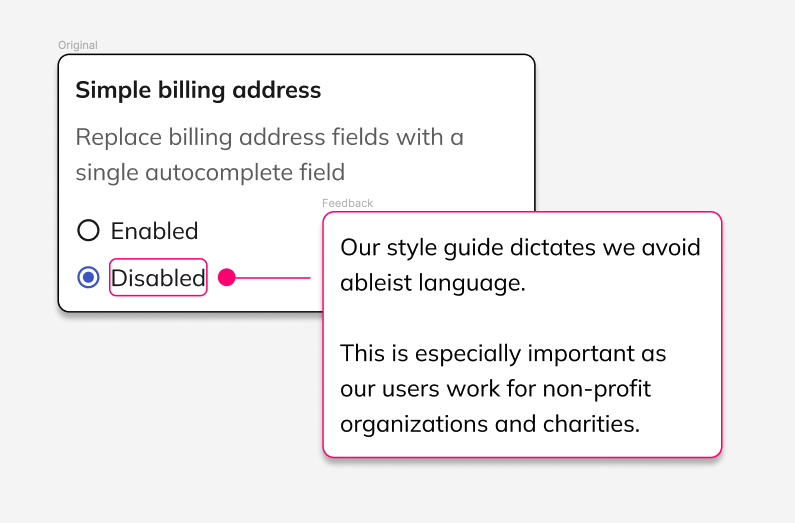 Original
Simple billing address
Replace billing address fields with a
single autocomplete field
Enabled
Disabled
Feedback
Our style guide dictates we avoid
ableist language.
This is especially important as
our users work for non-profit
organizations and charities.